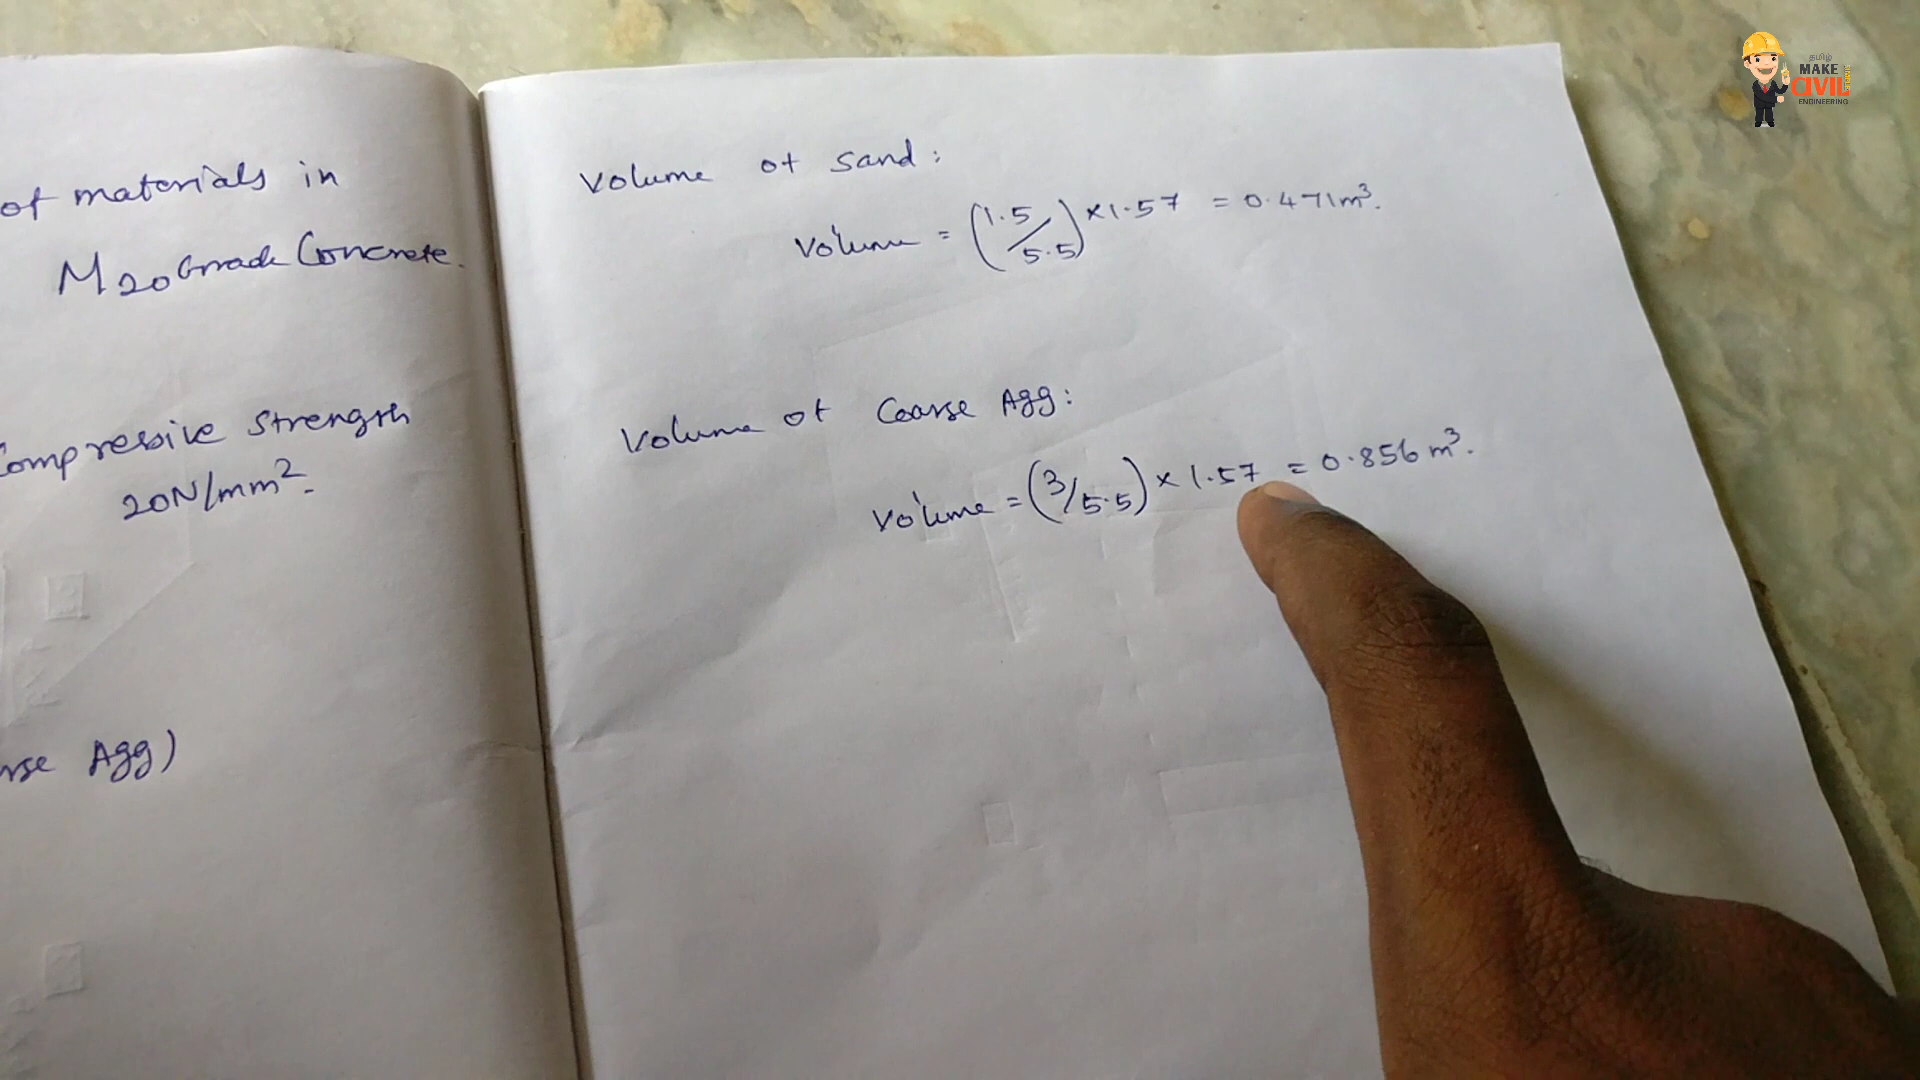 of materials in
M20 Grade Concrete.
Compressive Strength
20N/mm².
rse Agg)
Volume of Sand:
Volume = (1.5/5.5) × 1.57 = 0.471m³.
Volume of Coarse Agg:
Volume = (3/5.5) × 1.57 = 0.856m³.
தமிழ்
MAKE
CIVIL
ENGINEERING